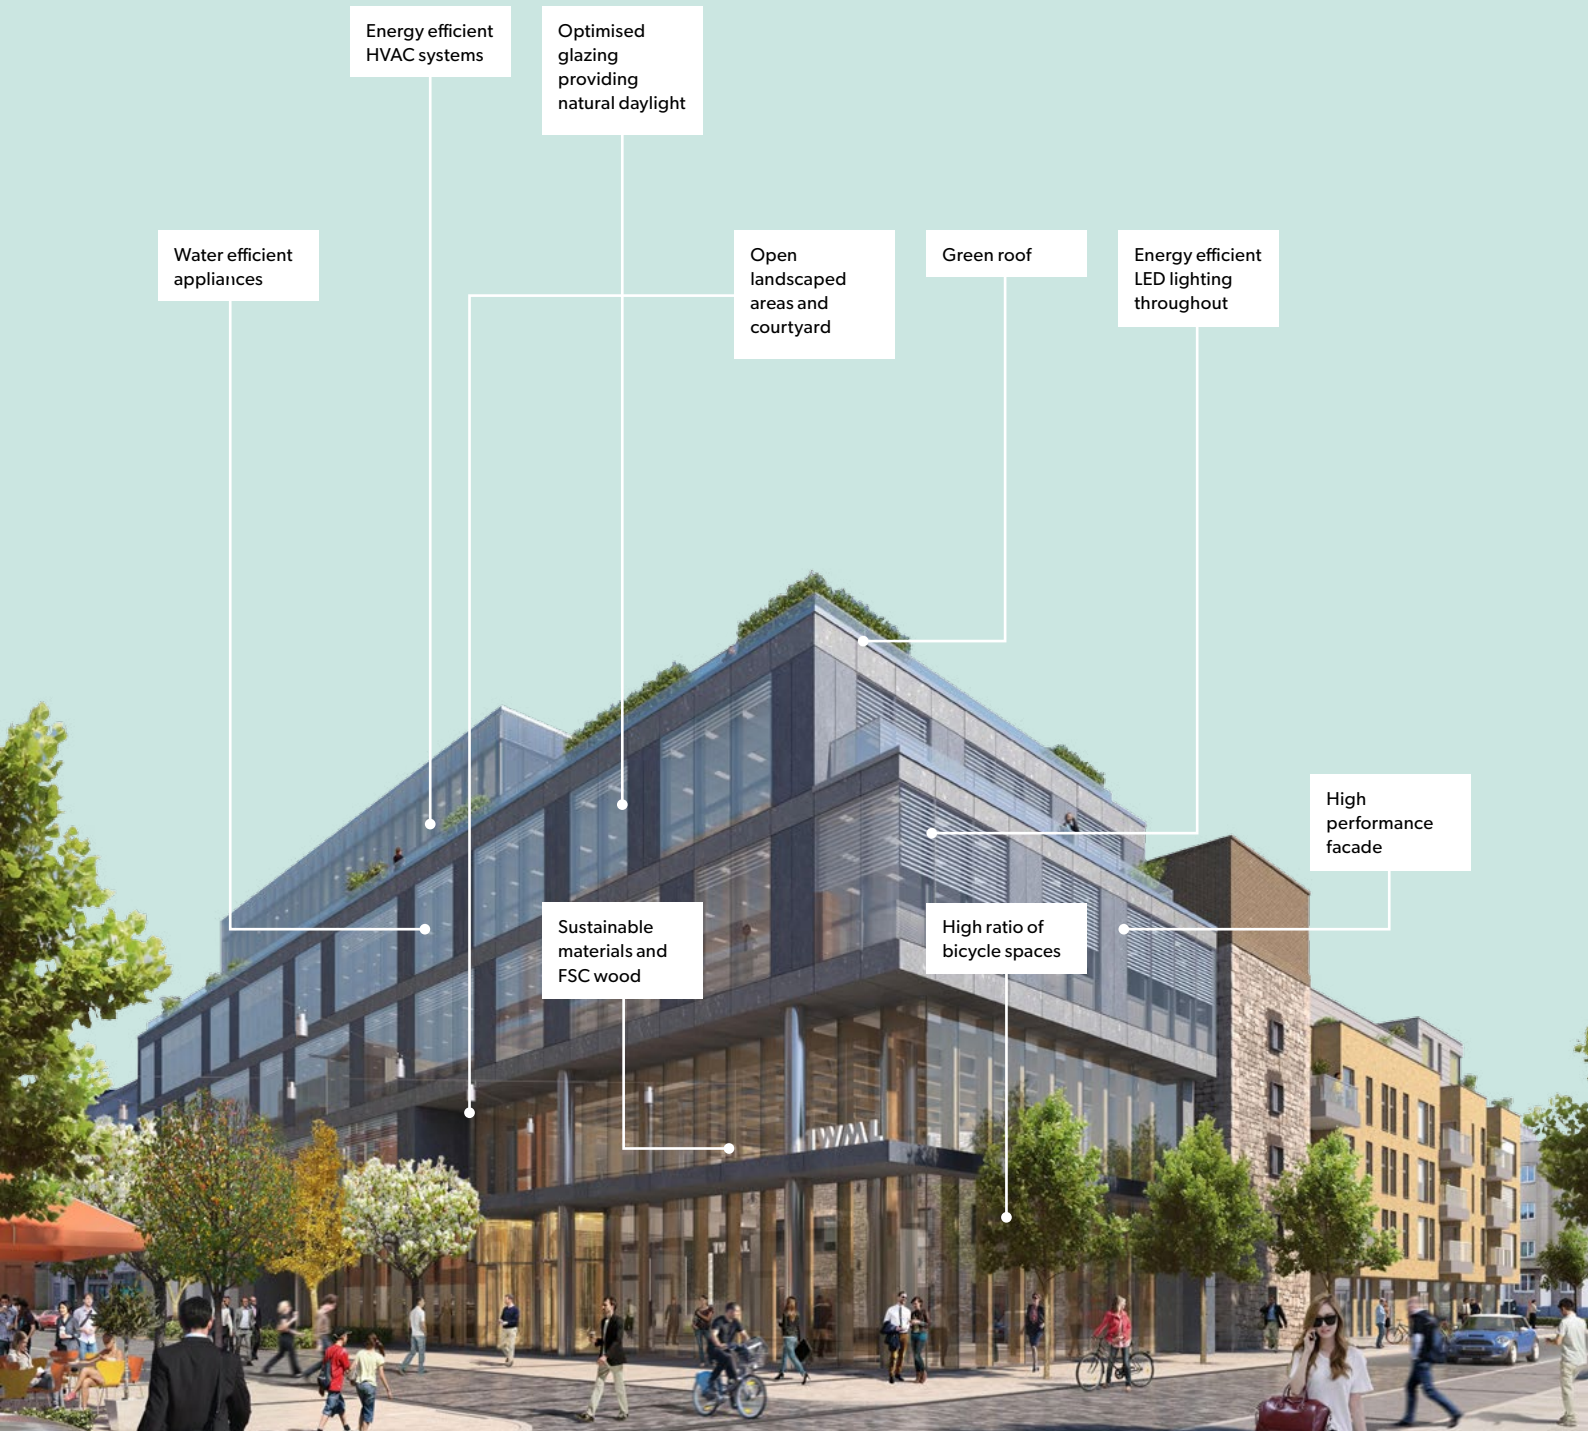 Energy efficient
HVAC systems
Optimised
glazing
providing
natural daylight
Water efficient
appliances
Open
landscaped
areas and
courtyard
Green roof
Energy efficient
LED lighting
throughout
High
performance
facade
Sustainable
materials and
FSC wood
High ratio of
bicycle spaces